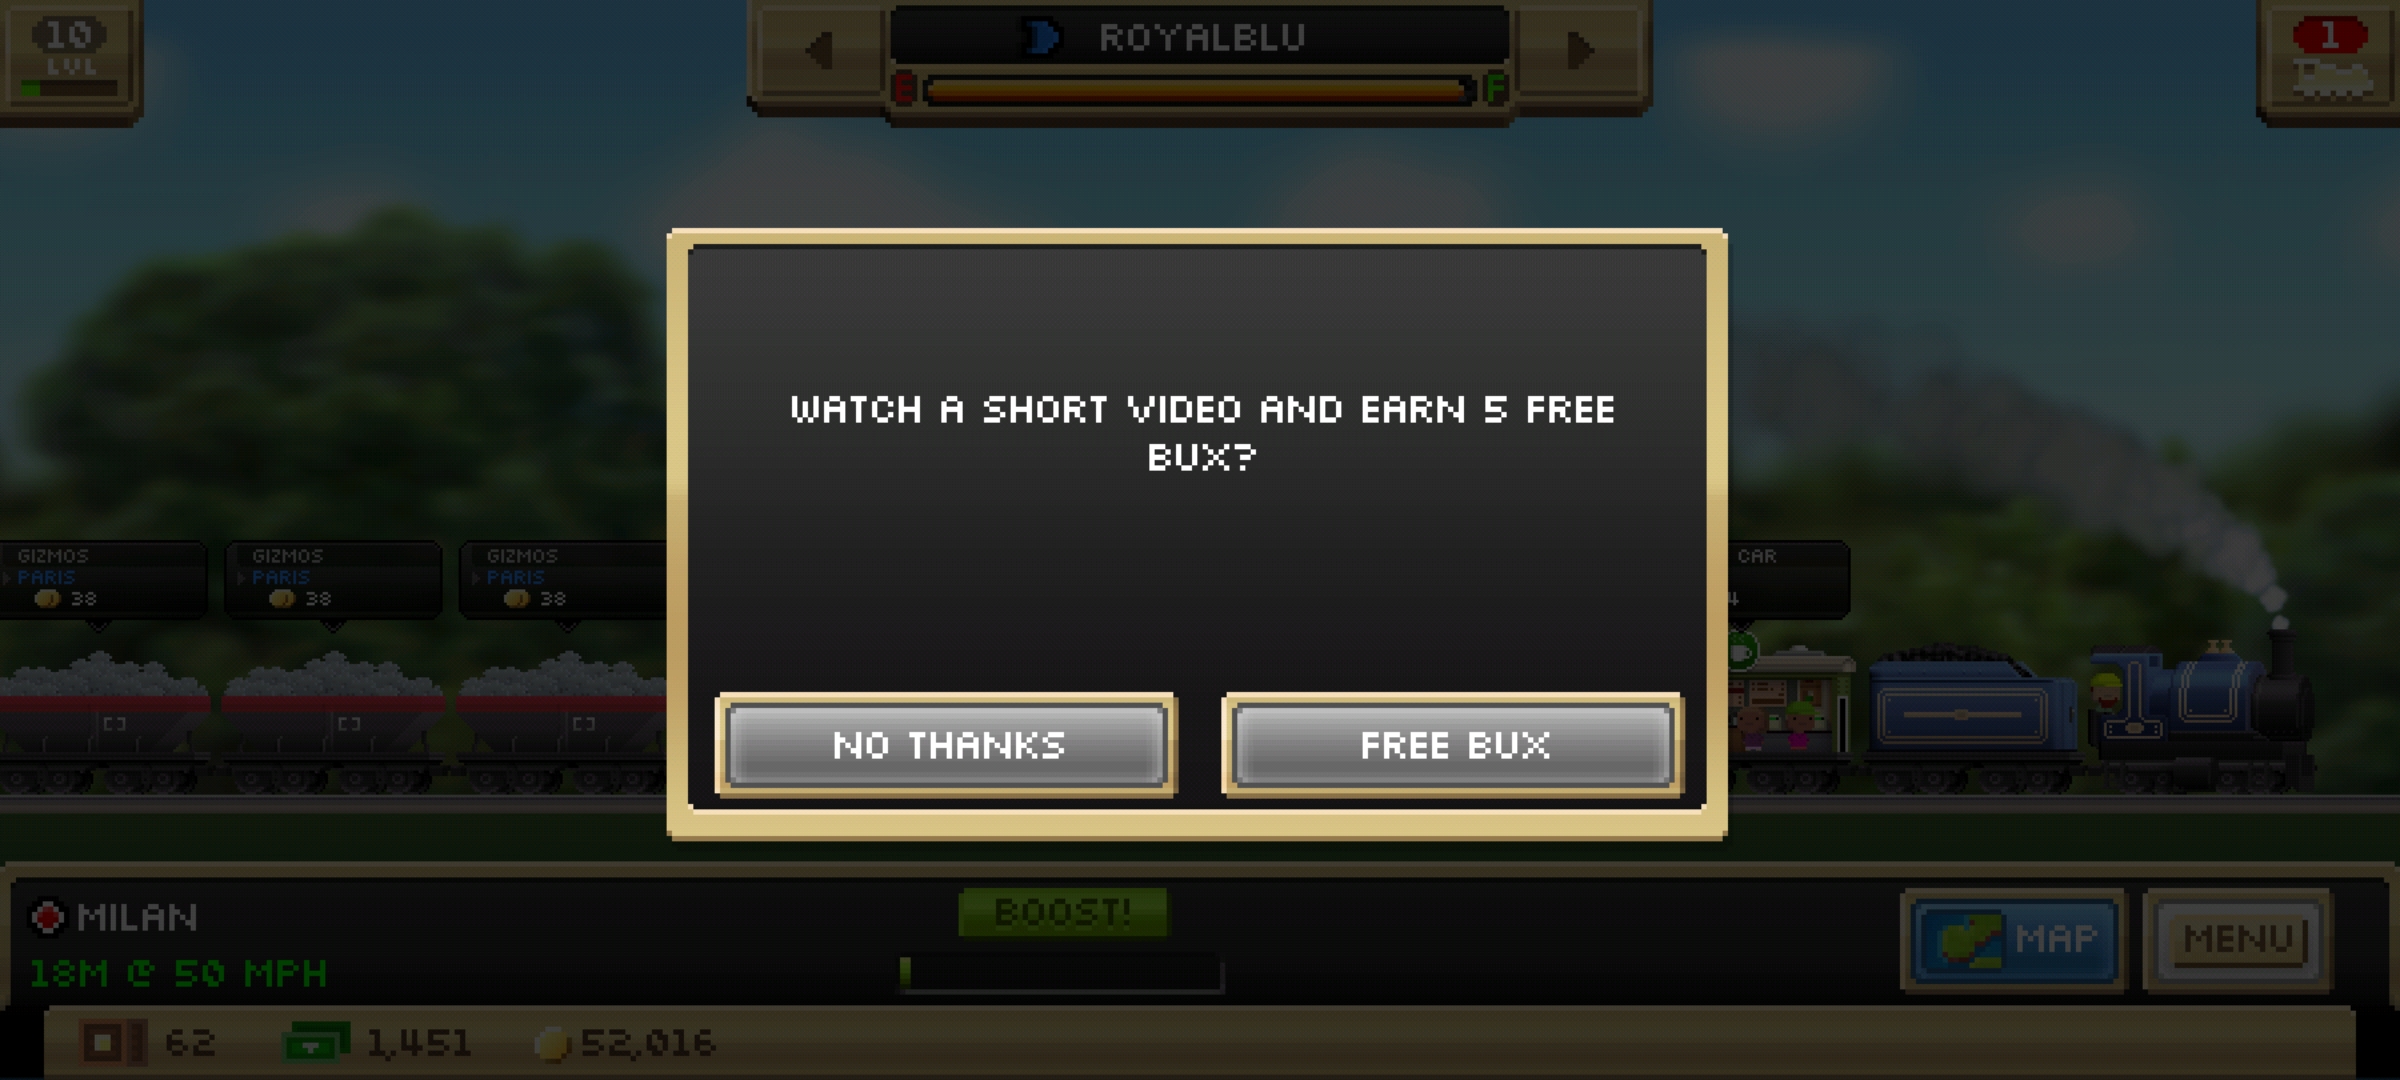 10
LVL
ROYALBLU
E F
1
WATCH A SHORT VIDEO AND EARN 5 FREE
BUX?
GIZMOS
PARIS
38
GIZMOS
PARIS
38
GIZMOS
PARIS
38
CAR
4
NO THANKS
FREE BUX
MILAN
18M @ 50 MPH
BOOST!
MAP
MENU
62
1,451
52,016